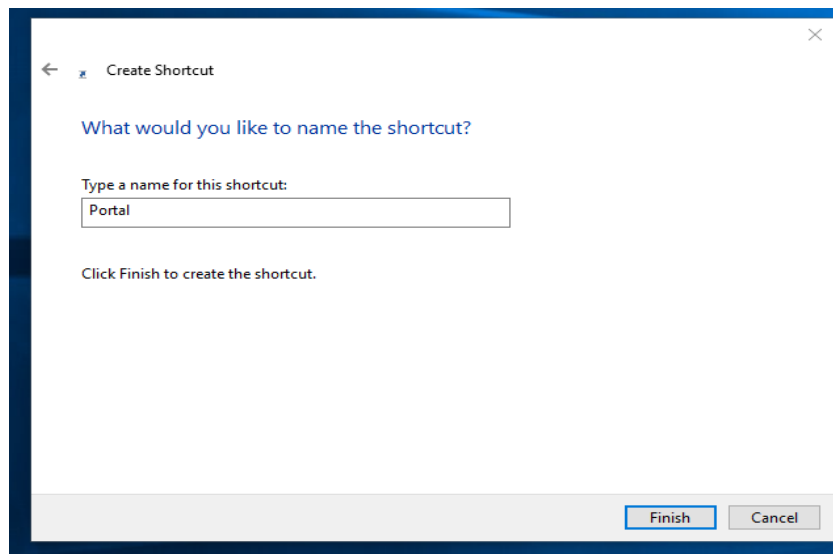 Create Shortcut
What would you like to name the shortcut?
Type a name for this shortcut:
Portal
Click Finish to create the shortcut.
Finish Cancel